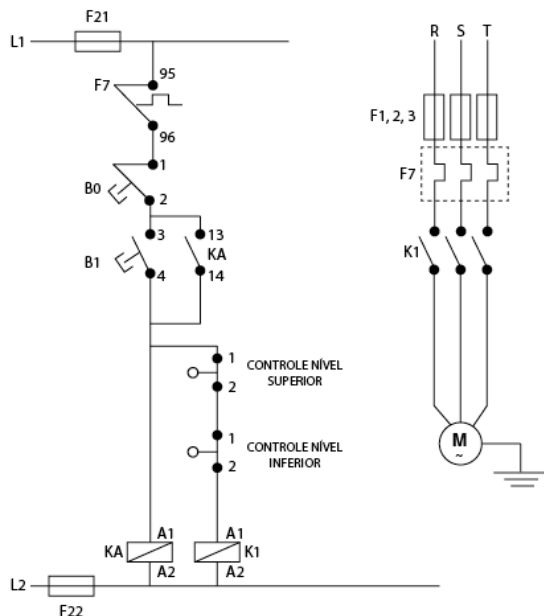 F21
L1
95
F7
96
1
B0
2
3
13
KA
B1
4
14
1
CONTROLE NÍVEL
SUPERIOR
2
1
CONTROLE NÍVEL
INFERIOR
2
A1
A1
KA
K1
A2
A2
L2
F22
R S T
F1, 2, 3
F7
K1
M
~